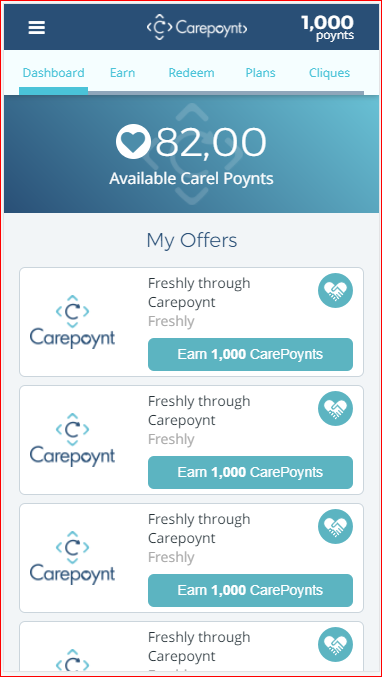 Carepoynt
1,000
poynts
Dashboard Earn Redeem Plans Cliques
82,00
Available Carel Poynts
My Offers
Carepoynt
Freshly through
Carepoynt
Freshly
Earn 1,000 CarePoynts
Carepoynt
Freshly through
Carepoynt
Freshly
Earn 1,000 CarePoynts
Carepoynt
Freshly through
Carepoynt
Freshly
Earn 1,000 CarePoynts
Freshly through
Carepoynt